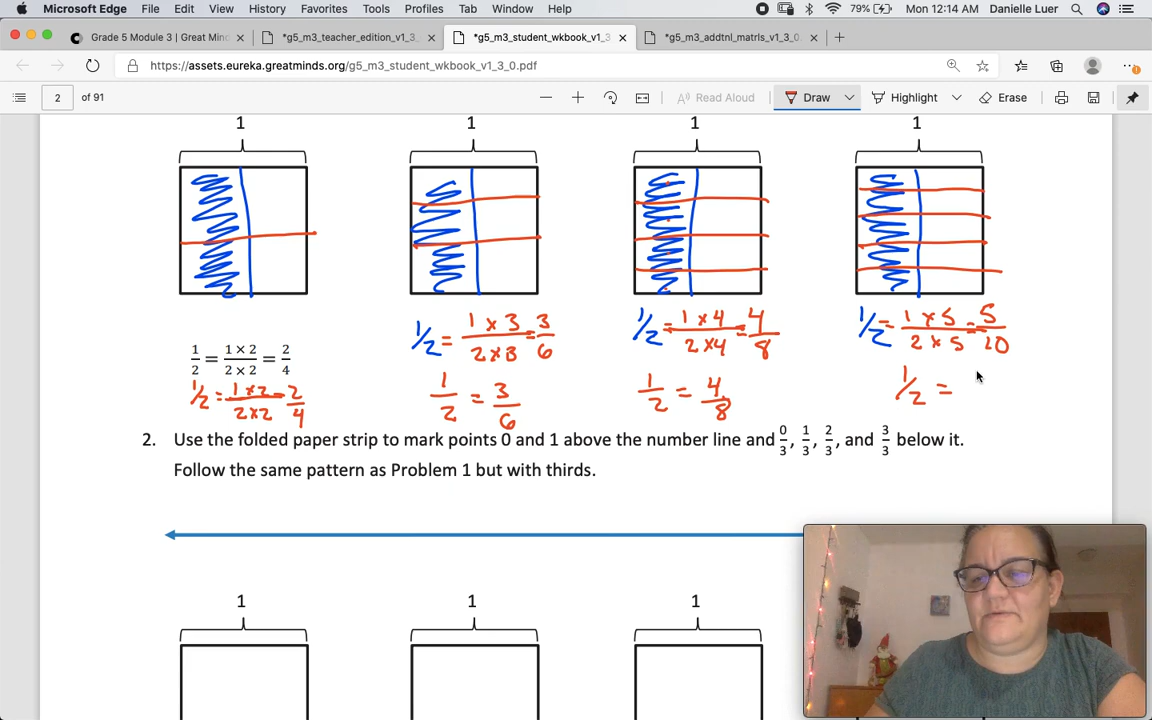 Microsoft Edge File Edit View History Favorites Tools Profiles Tab Window Help 79% Mon 12:14 AM Danielle Luer
Grade 5 Module 3 | Great Min *g5_m3_teacher_edition_v1_3_ *g5_m3_student_wkbook_v1_3 *g5_m3_addtnl_matrls_v1_3_0.
https://assets.eureka.greatminds.org/g5_m3_student_wkbook_v1_3_0.pdf
2 of 91 Read Aloud Draw Highlight Erase
1 1 1 1
1/2 = (1 × 3)/(2 × 3) = 3/6 1/2 = (1 × 4)/(2 × 4) = 4/8 1/2 = (1 × 5)/(2 × 5) = 5/10
1/2 = (1 × 2)/(2 × 2) = 2/4
1/2 = (1 × 2)/(2 × 2) = 2/4 1/2 = 3/6 1/2 = 4/8 1/2 =
2. Use the folded paper strip to mark points 0 and 1 above the number line and 0/3, 1/3, 2/3, and 3/3 below it.
Follow the same pattern as Problem 1 but with thirds.
1 1 1